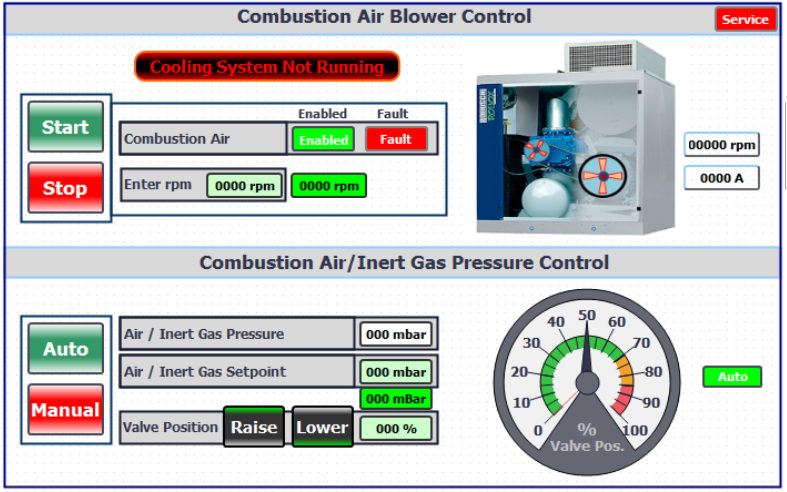 Combustion Air Blower Control
Service
Cooling System Not Running
Enabled Fault
Start
Combustion Air Enabled Fault
00000 rpm
Stop
Enter rpm 0000 rpm 0000 rpm
0000 A
Combustion Air/Inert Gas Pressure Control
Auto
Air / Inert Gas Pressure 000 mbar
Air / Inert Gas Setpoint 000 mbar
000 mBar
Manual
Valve Position Raise Lower 000 %
0 10 20 30 40 50 60 70 80 90 100
%
Valve Pos.
Auto